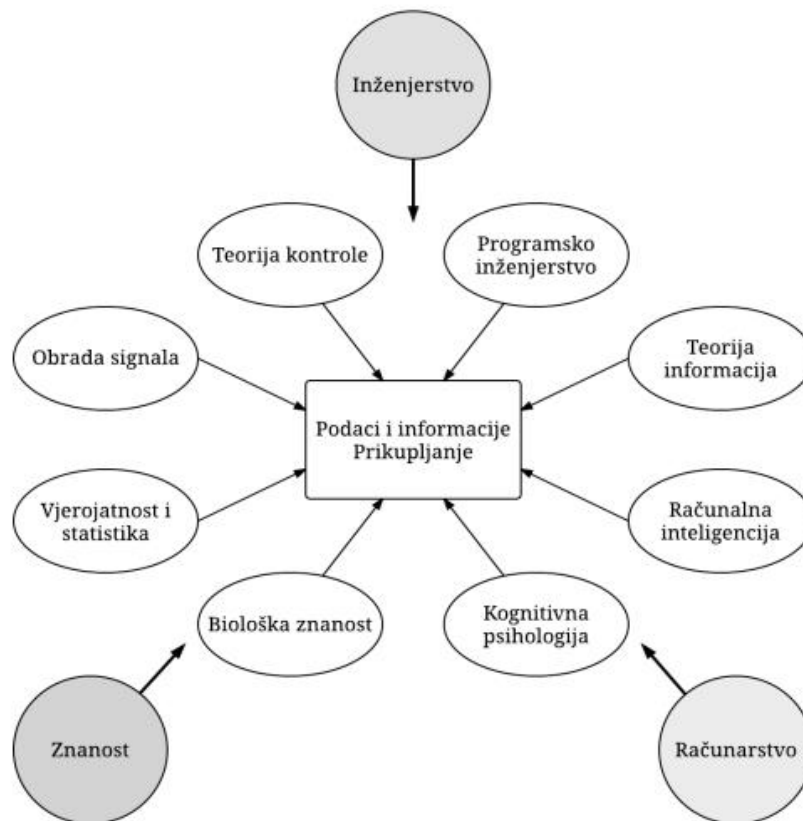 Inženjerstvo
Teorija kontrole
Programsko
inženjerstvo
Obrada signala
Teorija
informacija
Podaci i informacije
Prikupljanje
Vjerojatnost i
statistika
Računalna
inteligencija
Biološka znanost
Kognitivna
psihologija
Znanost
Računarstvo